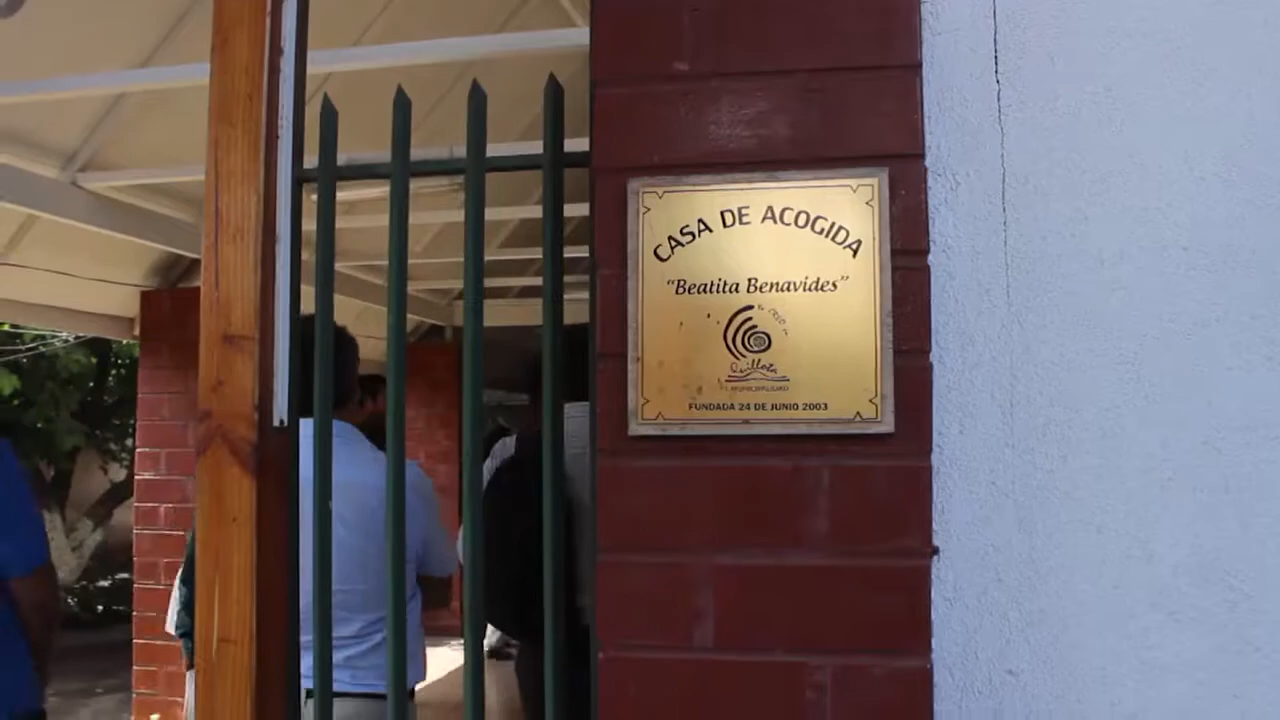 CASA DE ACOGIDA
"Beatita Benavides"
Quillota
FUNDADA 24 DE JUNIO 2003